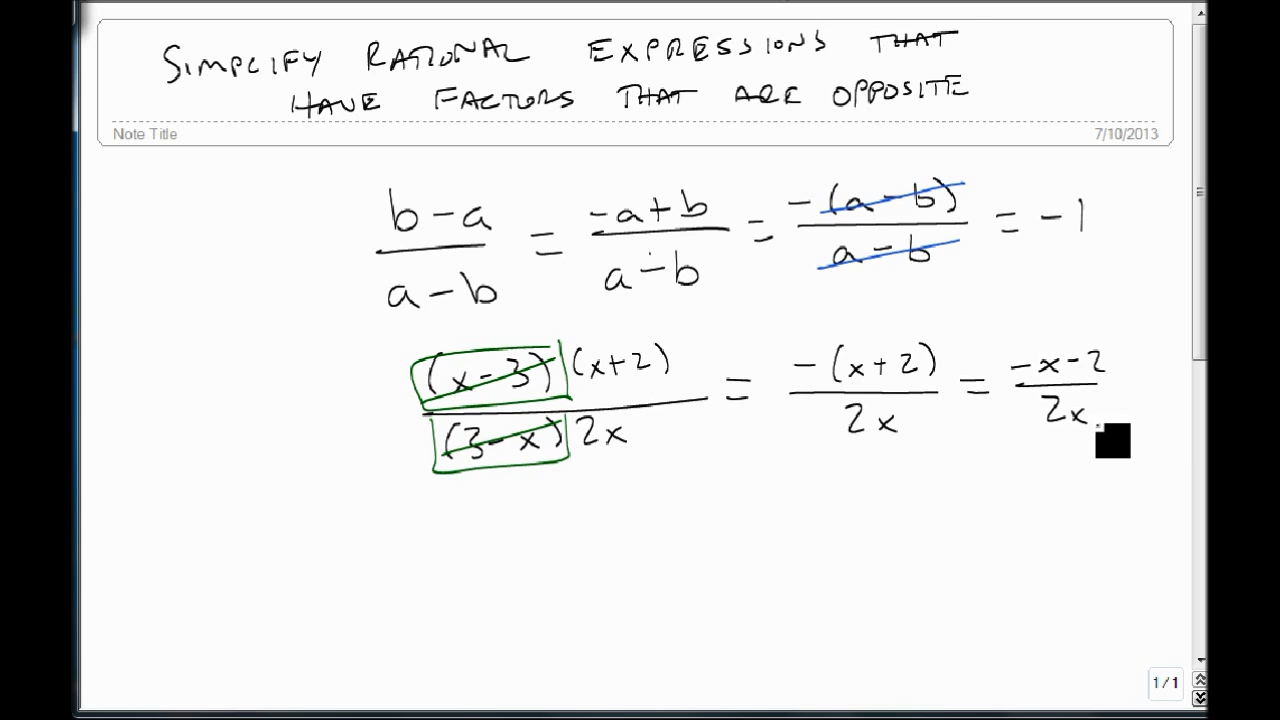 SIMPLIFY RATIONAL EXPRESSIONS THAT
HAVE FACTORS THAT ARE OPPOSITE
Note Title 7/10/2013
b-a / a-b = -a+b / a-b = -(a-b) / a-b = -1
(x-3)(x+2) / (3-x)2x = -(x+2) / 2x = -x-2 / 2x
1/1